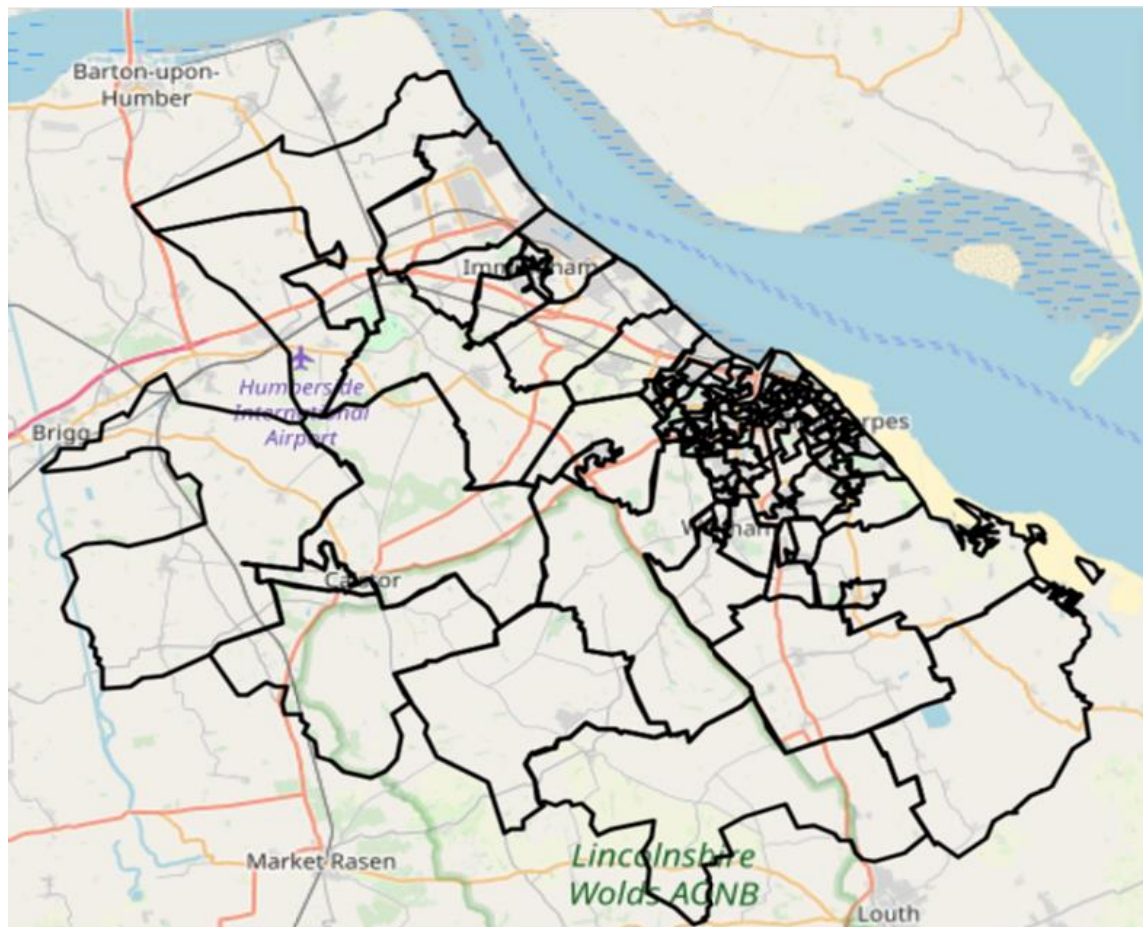 Barton-upon-
Humber
Immingham
Humberside
International
Airport
Brigg
Caistor
Market Rasen
Lincolnshire
Wolds AONB
Louth